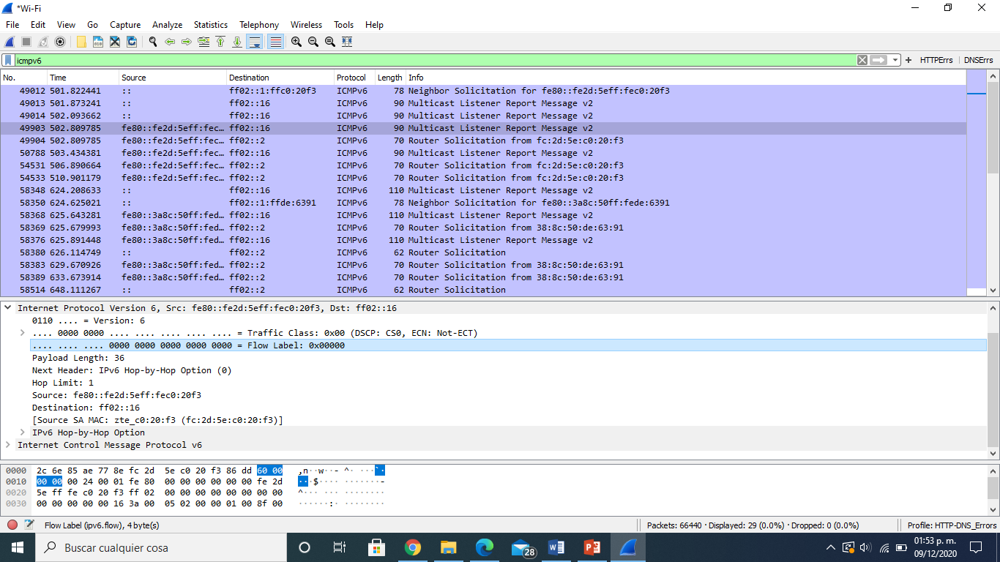 *Wi-Fi
File Edit View Go Capture Analyze Statistics Telephony Wireless Tools Help
icmpv6 HTTPErrs DNSErrs
No. Time Source Destination Protocol Length Info
49012 501.822441 :: ff02::1:ffc0:20f3 ICMPv6 78 Neighbor Solicitation for fe80::fe2d:5eff:fec0:20f3
49013 501.873241 :: ff02::16 ICMPv6 90 Multicast Listener Report Message v2
49014 502.093662 :: ff02::16 ICMPv6 90 Multicast Listener Report Message v2
49903 502.809785 fe80::fe2d:5eff:fec… ff02::16 ICMPv6 90 Multicast Listener Report Message v2
49904 502.809785 fe80::fe2d:5eff:fec… ff02::2 ICMPv6 70 Router Solicitation from fc:2d:5e:c0:20:f3
50788 503.434381 fe80::fe2d:5eff:fec… ff02::16 ICMPv6 90 Multicast Listener Report Message v2
54531 506.890664 fe80::fe2d:5eff:fec… ff02::2 ICMPv6 70 Router Solicitation from fc:2d:5e:c0:20:f3
54533 510.901179 fe80::fe2d:5eff:fec… ff02::2 ICMPv6 70 Router Solicitation from fc:2d:5e:c0:20:f3
58348 624.208633 :: ff02::16 ICMPv6 110 Multicast Listener Report Message v2
58350 624.625021 :: ff02::1:ffde:6391 ICMPv6 78 Neighbor Solicitation for fe80::3a8c:50ff:fede:6391
58368 625.643281 fe80::3a8c:50ff:fed… ff02::16 ICMPv6 110 Multicast Listener Report Message v2
58369 625.679993 fe80::3a8c:50ff:fed… ff02::2 ICMPv6 70 Router Solicitation from 38:8c:50:de:63:91
58376 625.891448 fe80::3a8c:50ff:fed… ff02::16 ICMPv6 110 Multicast Listener Report Message v2
58380 626.114749 :: ff02::2 ICMPv6 62 Router Solicitation
58383 629.670926 fe80::3a8c:50ff:fed… ff02::2 ICMPv6 70 Router Solicitation from 38:8c:50:de:63:91
58389 633.673914 fe80::3a8c:50ff:fed… ff02::2 ICMPv6 70 Router Solicitation from 38:8c:50:de:63:91
58514 648.111267 :: ff02::2 ICMPv6 62 Router Solicitation
Internet Protocol Version 6, Src: fe80::fe2d:5eff:fec0:20f3, Dst: ff02::16
0110 .... = Version: 6
.... 0000 0000 .... .... .... .... .... = Traffic Class: 0x00 (DSCP: CS0, ECN: Not-ECT)
.... .... .... 0000 0000 0000 0000 0000 = Flow Label: 0x00000
Payload Length: 36
Next Header: IPv6 Hop-by-Hop Option (0)
Hop Limit: 1
Source: fe80::fe2d:5eff:fec0:20f3
Destination: ff02::16
[Source SA MAC: zte_c0:20:f3 (fc:2d:5e:c0:20:f3)]
IPv6 Hop-by-Hop Option
Internet Control Message Protocol v6
0000 2c 6e 85 ae 77 8e fc 2d 5e c0 20 f3 86 dd 60 00 ,n··w··- ^· ···`·
0010 00 00 00 24 00 01 fe 80 00 00 00 00 00 00 fe 2d ···$···· ·······-
0020 5e ff fe c0 20 f3 ff 02 00 00 00 00 00 00 00 00 ^··· ··· ········
0030 00 00 00 00 00 16 3a 00 05 02 00 00 01 00 8f 00 ······:· ········
Flow Label (ipv6.flow), 4 byte(s) Packets: 66440 · Displayed: 29 (0.0%) · Dropped: 0 (0.0%) Profile: HTTP-DNS_Errors
Buscar cualquier cosa 28 01:53 p. m.
09/12/2020